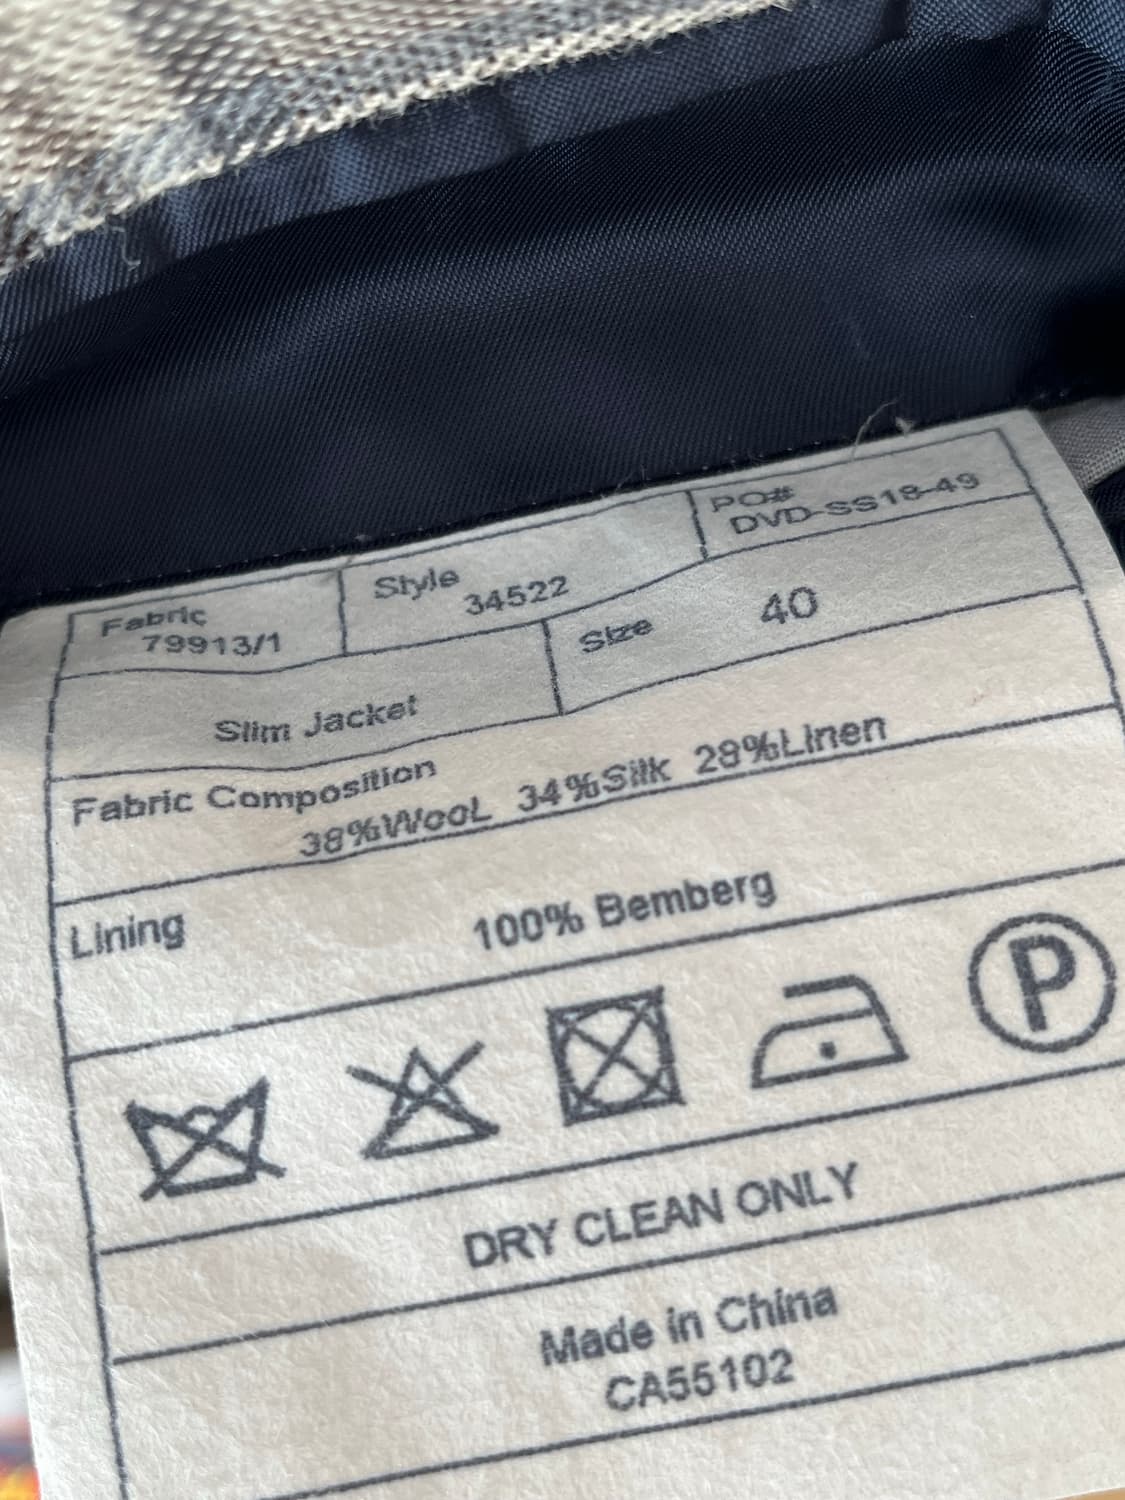 Fabric
79913/1
Style
34522
PO#
DVD-SS18-49
Slim Jacket
Size 40
Fabric Composition
38%WooL 34%Silk 28%Linen
Lining 100% Bemberg
P
DRY CLEAN ONLY
Made in China
CA55102